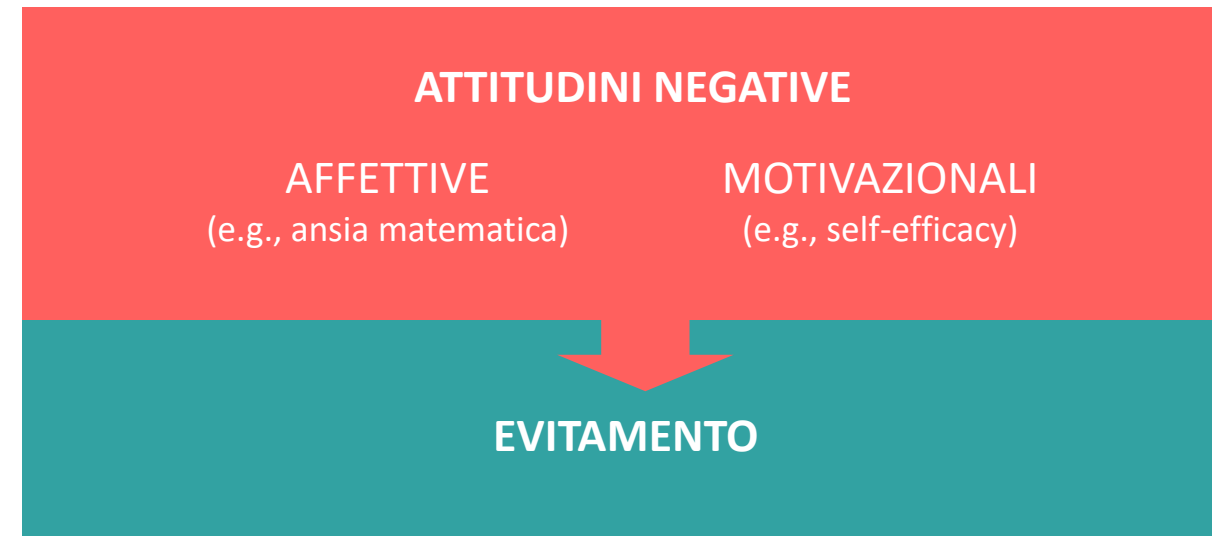 ATTITUDINI NEGATIVE
AFFETTIVE
(e.g., ansia matematica)
MOTIVAZIONALI
(e.g., self-efficacy)
EVITAMENTO